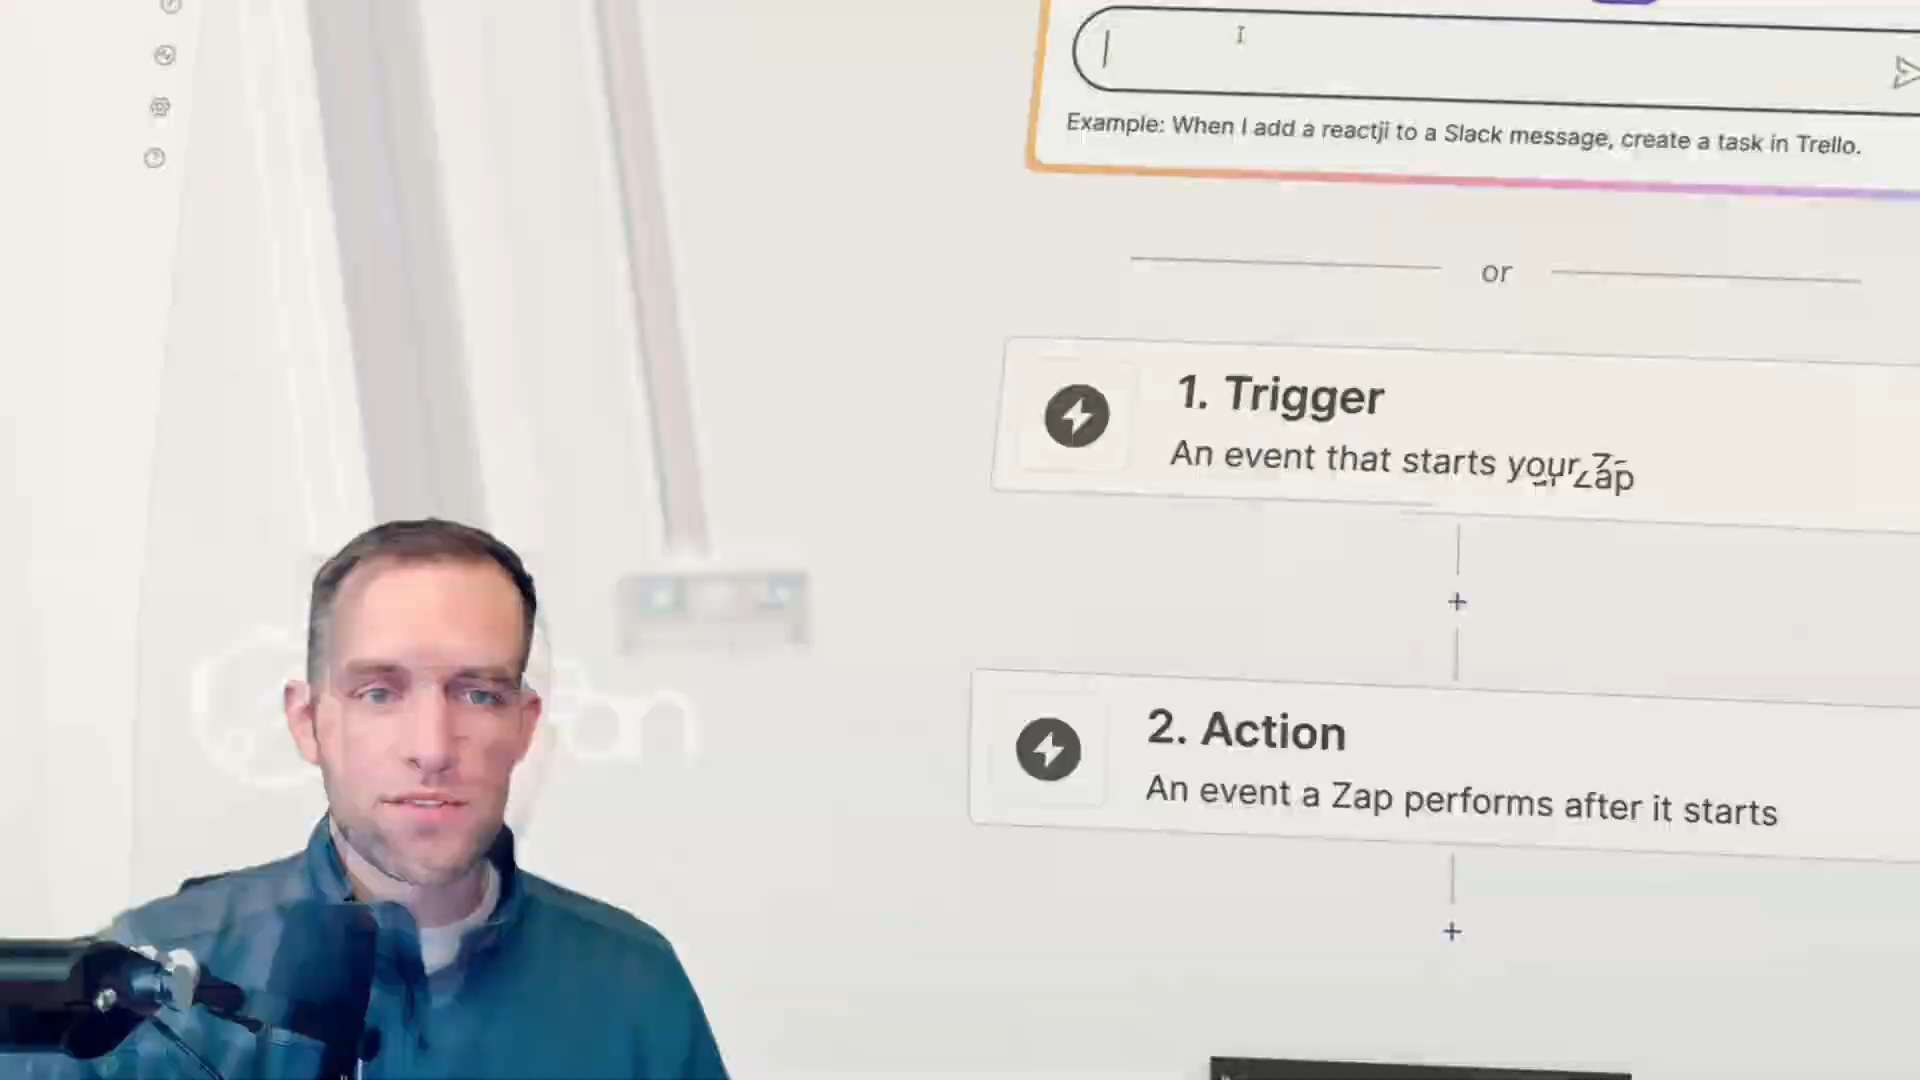 Example: When I add a reactji to a Slack message, create a task in Trello.
or
1. Trigger
An event that starts your Zap
+
2. Action
An event a Zap performs after it starts
+